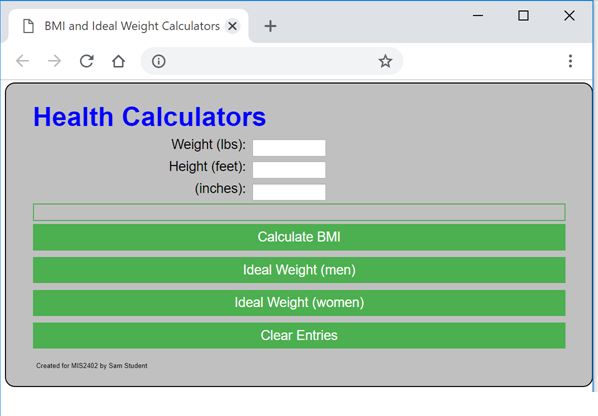 BMI and Ideal Weight Calculators
Health Calculators
Weight (lbs):
Height (feet):
(inches):
Calculate BMI
Ideal Weight (men)
Ideal Weight (women)
Clear Entries
Created for MIS2402 by Sam Student